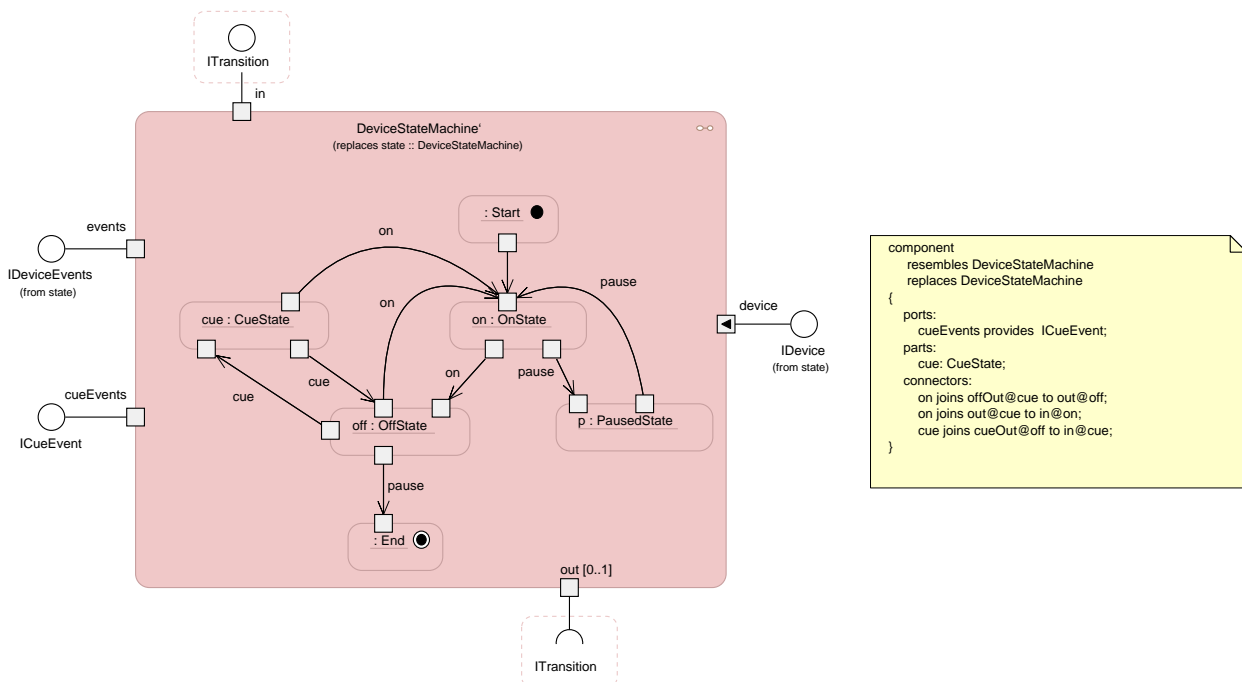 ITransition
in
DeviceStateMachine‘
(replaces state :: DeviceStateMachine)
: Start
events
on
IDeviceEvents
(from state)
on
pause
device
cue : CueState
on : OnState
IDevice
(from state)
cue
on
pause
cue
cueEvents
off : OffState
p : PausedState
ICueEvent
pause
: End
out [0..1]
ITransition
component
resembles DeviceStateMachine
replaces DeviceStateMachine
{
ports:
cueEvents provides  ICueEvent;
parts:
cue: CueState;
connectors:
on joins offOut@cue to out@off;
on joins out@cue to in@on;
cue joins cueOut@off to in@cue;
}